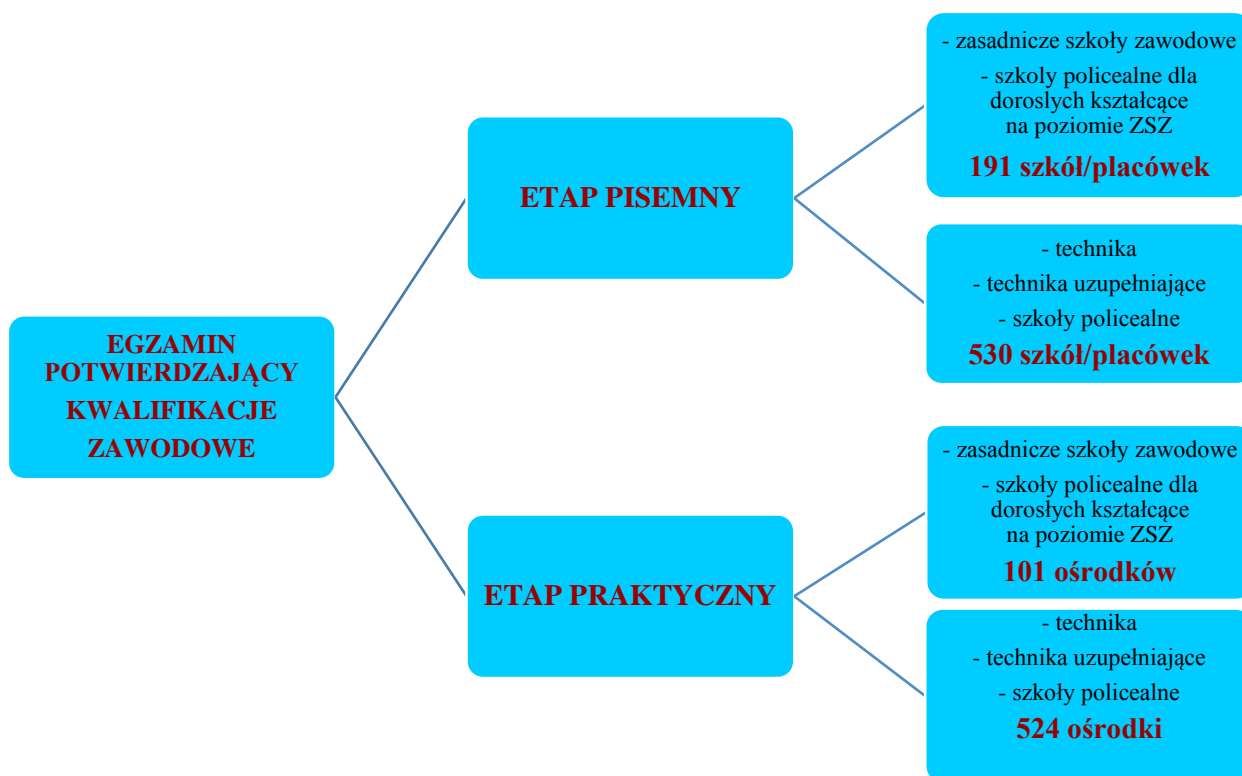 EGZAMIN
POTWIERDZAJĄCY
KWALIFIKACJE
ZAWODOWE
ETAP PISEMNY
- zasadnicze szkoły zawodowe
- szkoly policealne dla
doroslych kształcące
na poziomie ZSZ
191 szkół/placówek
- technika
- technika uzupełniające
- szkoły policealne
530 szkół/placówek
ETAP PRAKTYCZNY
- zasadnicze szkoły zawodowe
- szkoły policealne dla
dorosłych kształcące
na poziomie ZSZ
101 ośrodków
- technika
- technika uzupełniające
- szkoły policealne
524 ośrodki